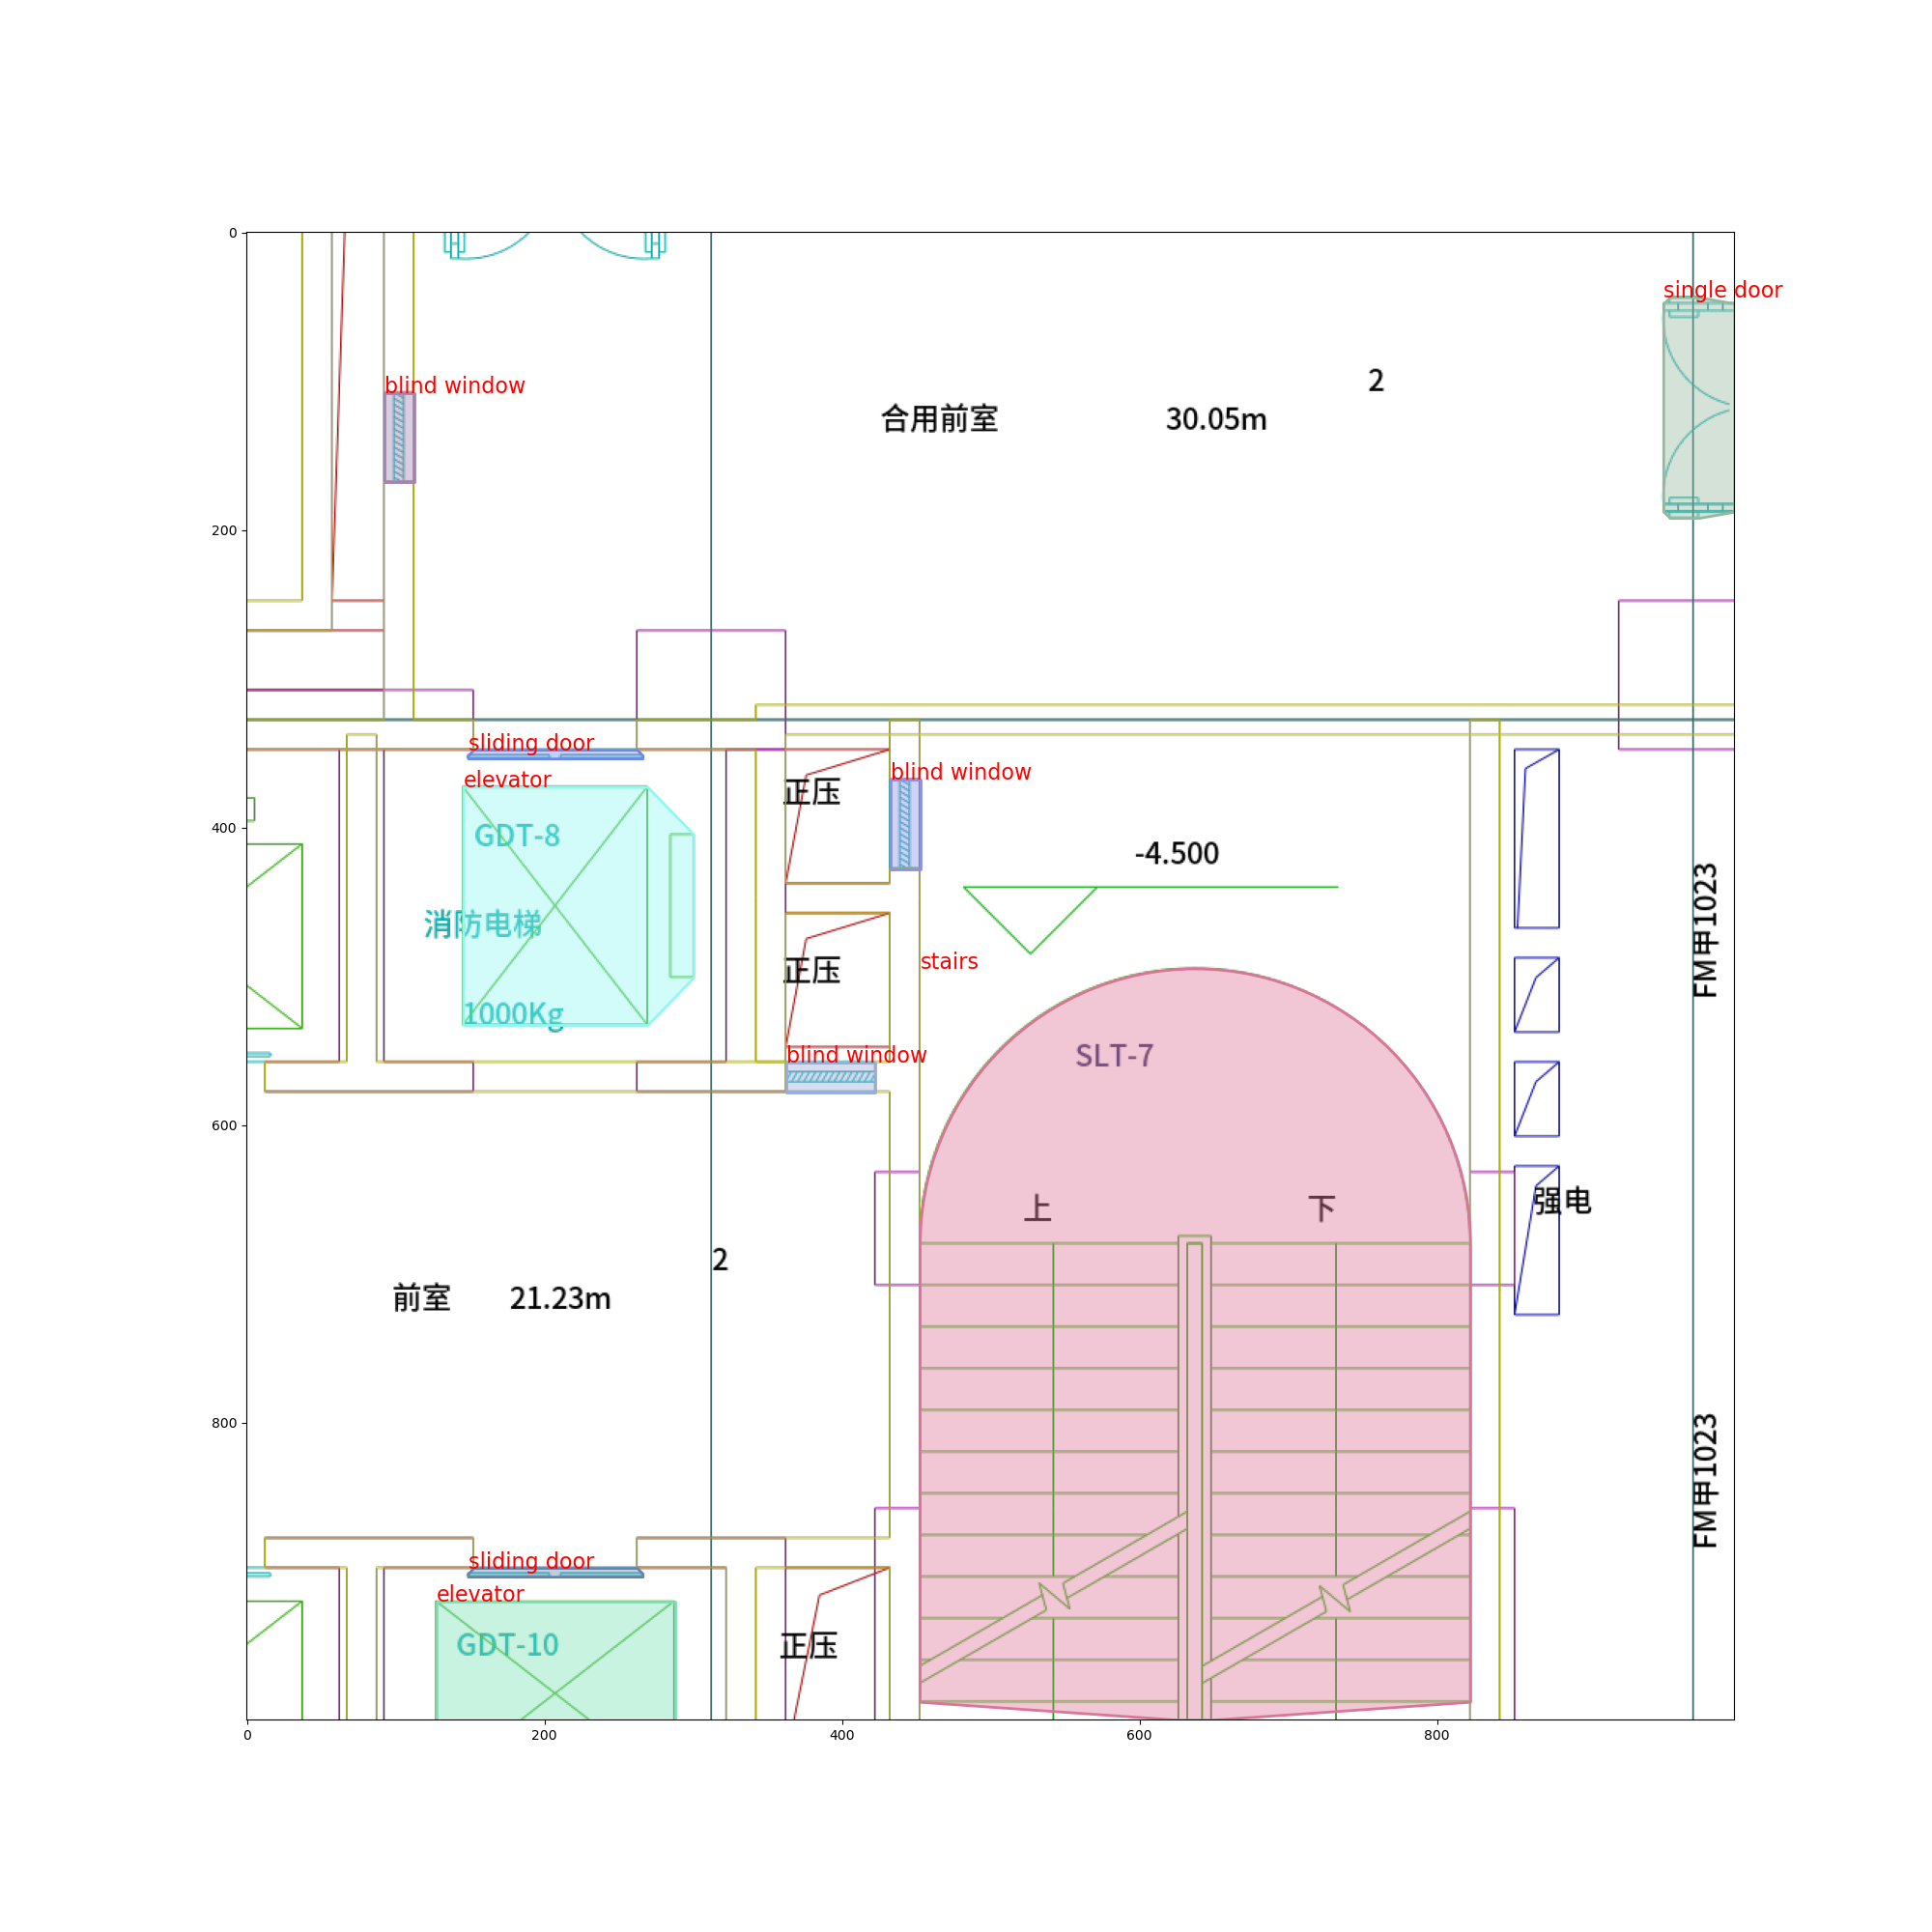 0
single door
blind window
2
合用前室 30.05m
200
sliding door
elevator
正压
blind window
400
GDT-8
-4.500
消防电梯
FM甲1023
stairs
正压
1000Kg
blind window
SLT-7
600
上 下
强电
2
前室 21.23m
800
FM甲1023
sliding door
elevator
GDT-10
正压
0 200 400 600 800